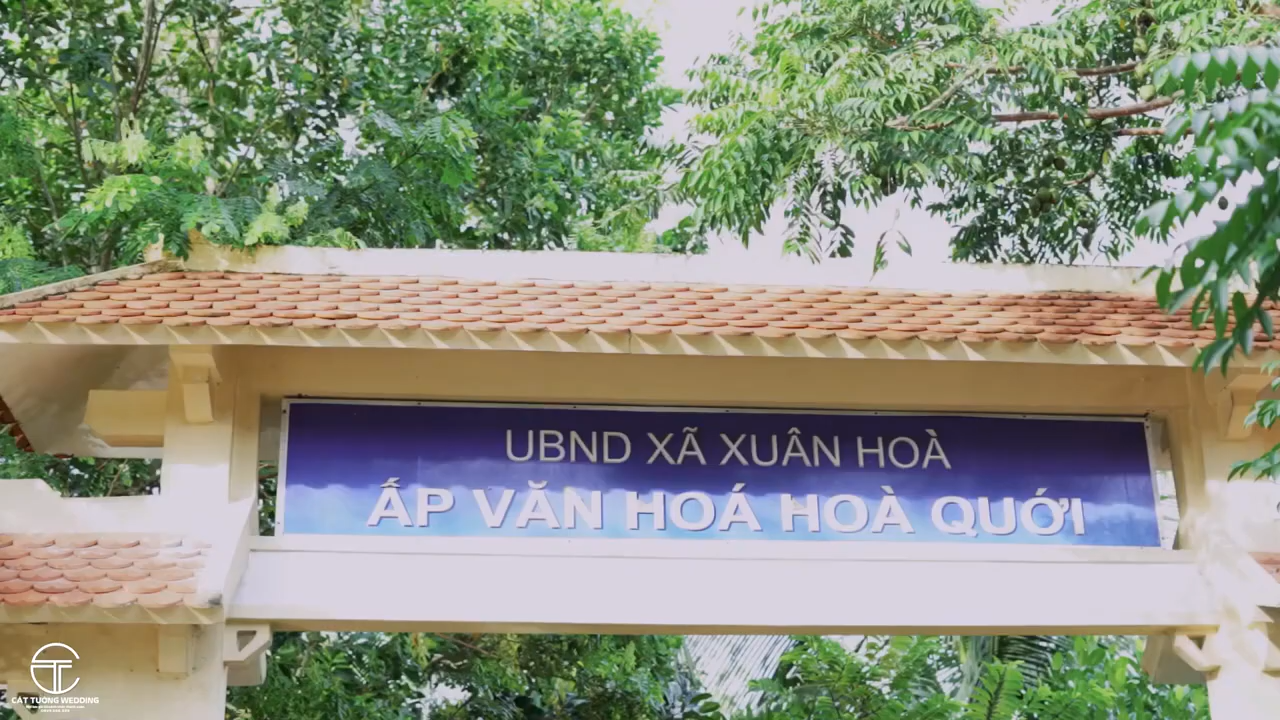 UBND XÃ XUÂN HOÀ
ẤP VĂN HOÁ HOÀ QUỚI
CÁT TƯỜNG WEDDING